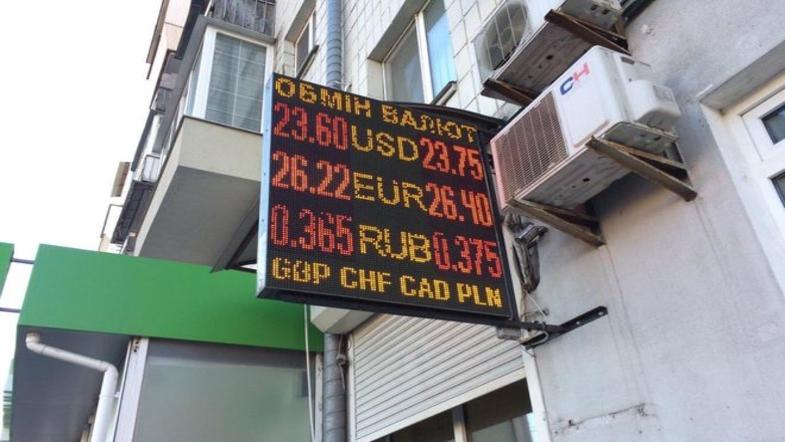 ОБМІН ВАЛЮТ
23.60 USD 23.75
26.22 EUR 26.40
0.365 RUB 0.375
GBP CHF CAD PLN
CH